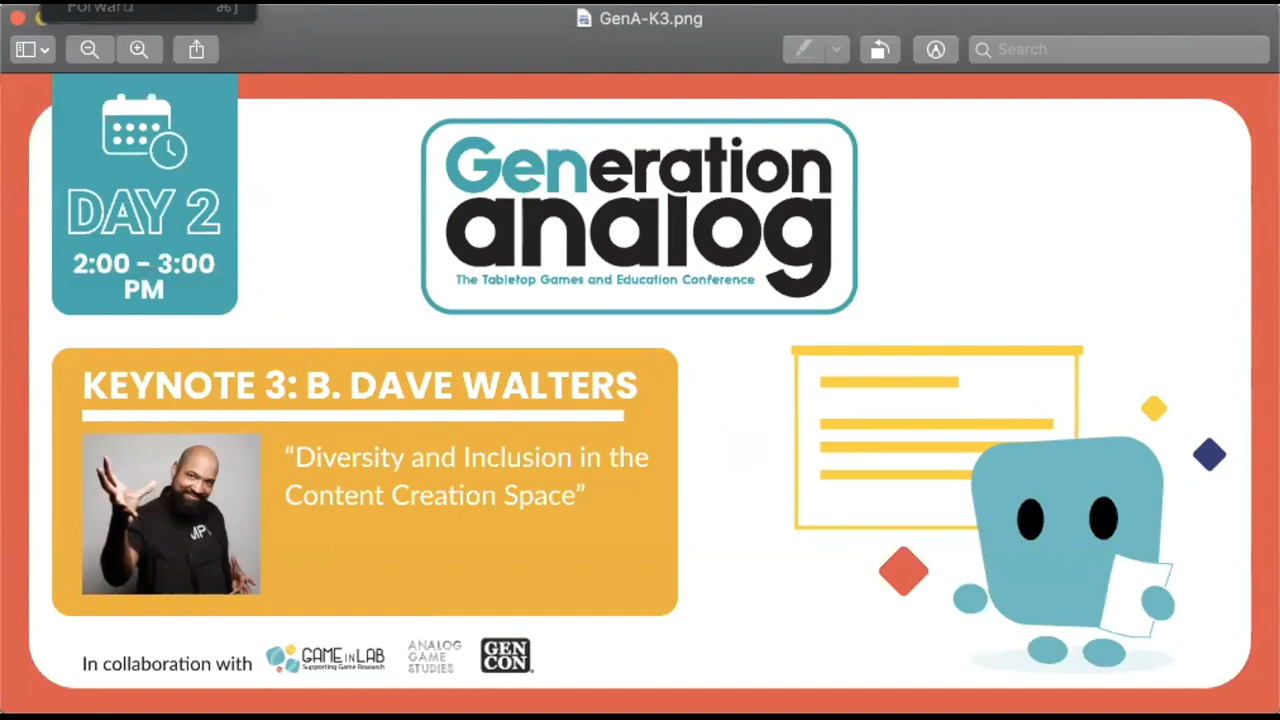 Forward ⌘]
GenA-K3.png
Search
DAY 2
2:00 – 3:00
PM
Generation
analog
The Tabletop Games and Education Conference
KEYNOTE 3: B. DAVE WALTERS
“Diversity and Inclusion in the
Content Creation Space”
MP
In collaboration with
GAME IN LAB
Supporting Game Research
ANALOG
GAME
STUDIES
GEN
CON